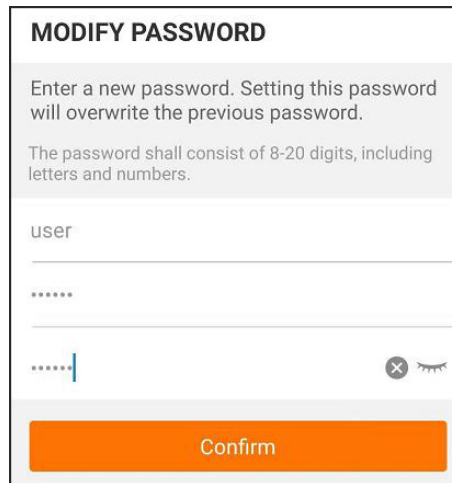 MODIFY PASSWORD
Enter a new password. Setting this password
will overwrite the previous password.
The password shall consist of 8-20 digits, including
letters and numbers.
user
••••••
••••••
Confirm